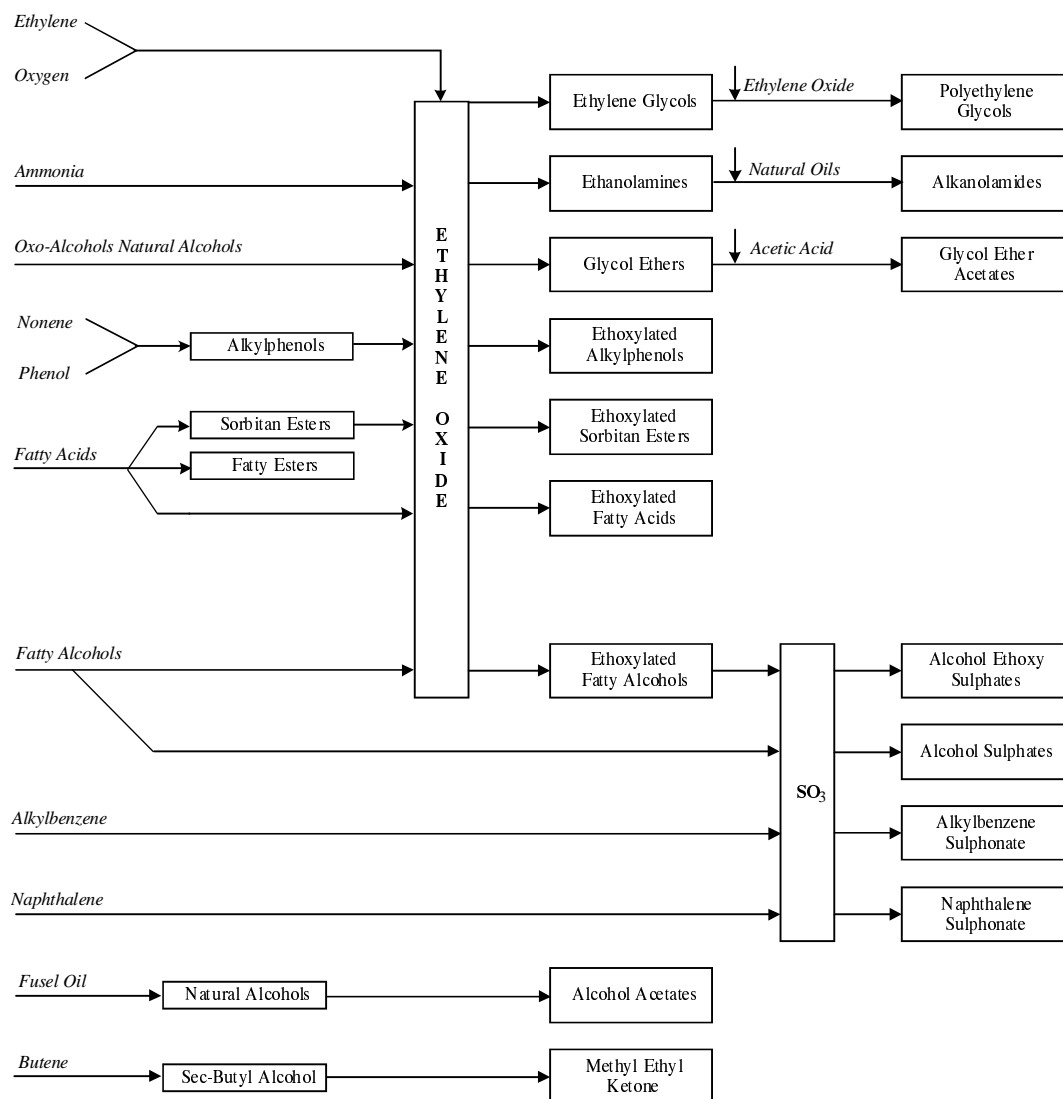 Ethylene
Oxygen
Ethylene Glycols
Ethylene Oxide
Polyethylene
Glycols
Ammonia
Ethanolamines
Natural Oils
Alkanolamides
Oxo-Alcohols Natural Alcohols
Glycol Ethers
Acetic Acid
Glycol Ether
Acetates
ETHYLENE OXIDE
Nonene
Phenol
Alkylphenols
Ethoxylated
Alkylphenols
Fatty Acids
Sorbitan Esters
Fatty Esters
Ethoxylated
Sorbitan Esters
Ethoxylated
Fatty Acids
Fatty Alcohols
Ethoxylated
Fatty Alcohols
Alcohol Ethoxy
Sulphates
Alcohol Sulphates
SO3
Alkylbenzene
Alkylbenzene
Sulphonate
Naphthalene
Naphthalene
Sulphonate
Fusel Oil
Natural Alcohols
Alcohol Acetates
Butene
Sec-Butyl Alcohol
Methyl Ethyl
Ketone